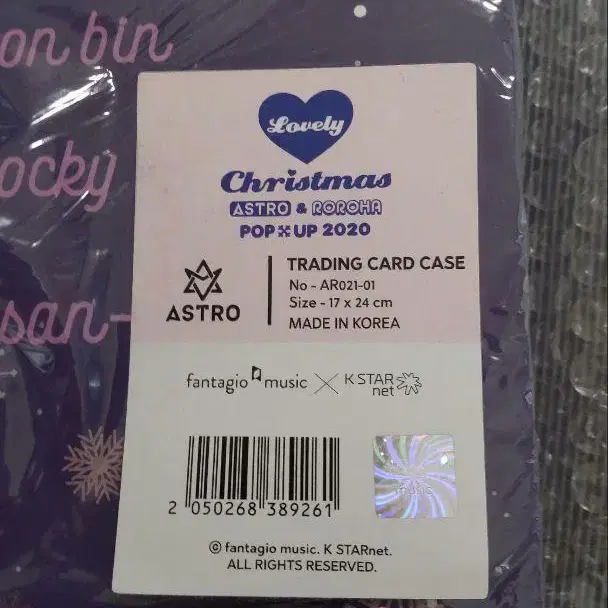 on bin
ocky
san-
Lovely
Christmas
ASTRO & ROROHA
POP UP 2020
ASTRO
TRADING CARD CASE
No - AR021-01
Size - 17 x 24 cm
MADE IN KOREA
fantagio music
K STAR
net
2 050268 389261
© fantagio music. K STARnet.
ALL RIGHTS RESERVED.